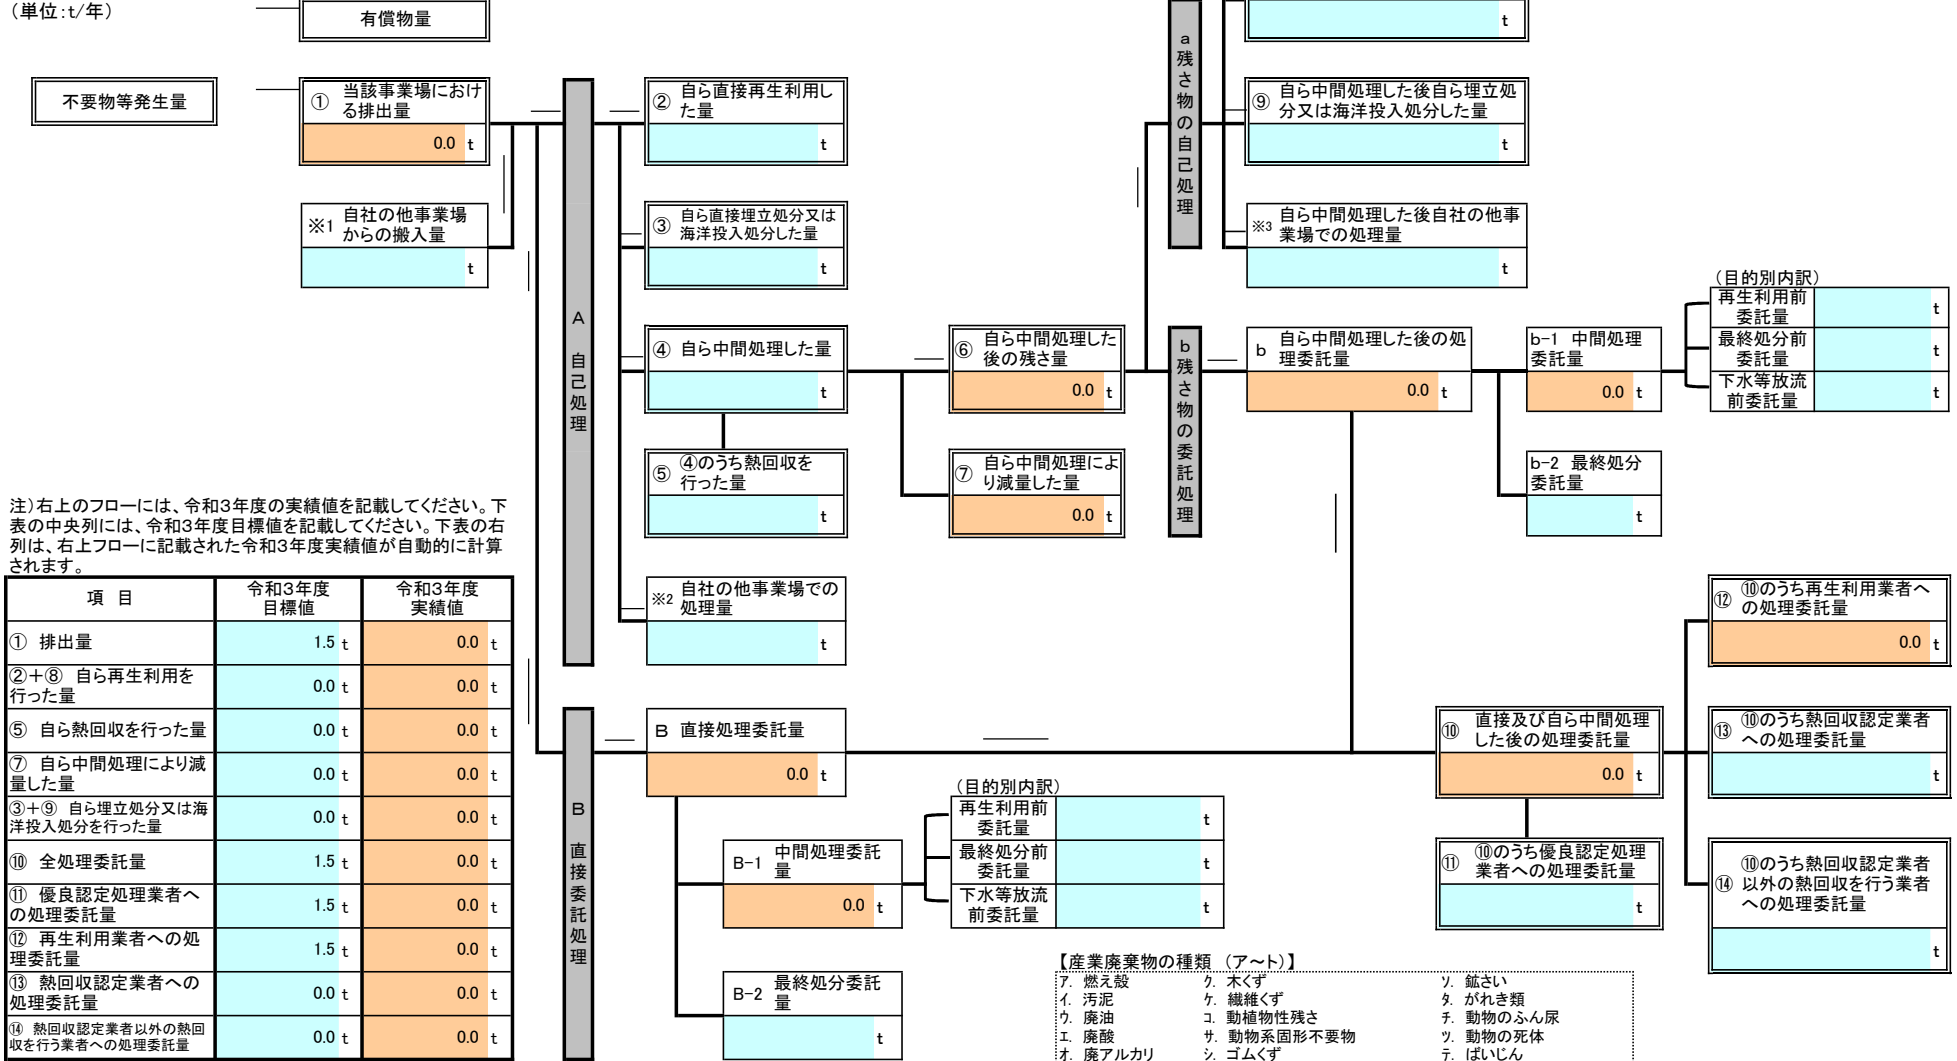 (単位:t/年)
有償物量
t
不要物等発生量
① 当該事業場におけ
る排出量
0.0 t
※1 自社の他事業場
からの搬入量
t
A 自己処理
② 自ら直接再生利用し
た量
t
③ 自ら直接埋立処分又は
海洋投入処分した量
t
④ 自ら中間処理した量
t
⑤ ④のうち熱回収を
行った量
t
※2 自社の他事業場での
処理量
t
⑥ 自ら中間処理した
後の残さ量
0.0 t
⑦ 自ら中間処理によ
り減量した量
0.0 t
a残さ物の自己処理
⑨ 自ら中間処理した後自ら埋立処
分又は海洋投入処分した量
t
※3 自ら中間処理した後自社の他事
業場での処理量
t
b残さ物の委託処理
b 自ら中間処理した後の処
理委託量
0.0 t
b-1 中間処理
委託量
0.0 t
b-2 最終処分
委託量
t
(目的別内訳)
再生利用前
委託量
t
最終処分前
委託量
t
下水等放流
前委託量
t
注)右上のフローには、令和3年度の実績値を記載してください。下
表の中央列には、令和3年度目標値を記載してください。下表の右
列は、右上フローに記載された令和3年度実績値が自動的に計算
されます。
項 目
令和3年度
目標値
令和3年度
実績値
① 排出量
1.5 t 0.0 t
②+⑧ 自ら再生利用を
行った量
0.0 t 0.0 t
⑤ 自ら熱回収を行った量
0.0 t 0.0 t
⑦ 自ら中間処理により減
量した量
0.0 t 0.0 t
③+⑨ 自ら埋立処分又は海
洋投入処分を行った量
0.0 t 0.0 t
⑩ 全処理委託量
1.5 t 0.0 t
⑪ 優良認定処理業者へ
の処理委託量
1.5 t 0.0 t
⑫ 再生利用業者への処
理委託量
1.5 t 0.0 t
⑬ 熱回収認定業者への
処理委託量
0.0 t 0.0 t
⑭ 熱回収認定業者以外の熱回
収を行う業者への処理委託量
0.0 t 0.0 t
B 直接委託処理
B 直接処理委託量
0.0 t
B-1 中間処理委託
量
0.0 t
B-2 最終処分委託
量
t
(目的別内訳)
再生利用前
委託量
t
最終処分前
委託量
t
下水等放流
前委託量
t
⑩ 直接及び自ら中間処理
した後の処理委託量
0.0 t
⑪ ⑩のうち優良認定処理
業者への処理委託量
t
⑫ ⑩のうち再生利用業者へ
の処理委託量
0.0 t
⑬ ⑩のうち熱回収認定業者
への処理委託量
t
⑭ ⑩のうち熱回収認定業者
以外の熱回収を行う業者
への処理委託量
t
【産業廃棄物の種類 (ア~ト)】
ア. 燃え殻 ク. 木くず ソ. 鉱さい
イ. 汚泥 ケ. 繊維くず タ. がれき類
ウ. 廃油 コ. 動植物性残さ チ. 動物のふん尿
エ. 廃酸 サ. 動物系固形不要物 ツ. 動物の死体
オ. 廃アルカリ シ. ゴムくず テ. ばいじん